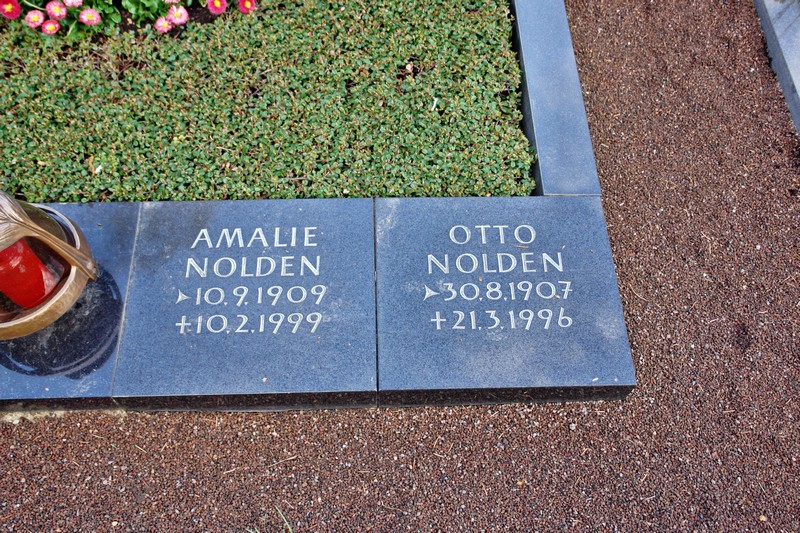 AMALIE
NOLDEN
10.9.1909
+10.2.1999
OTTO
NOLDEN
30.8.1907
+21.3.1996